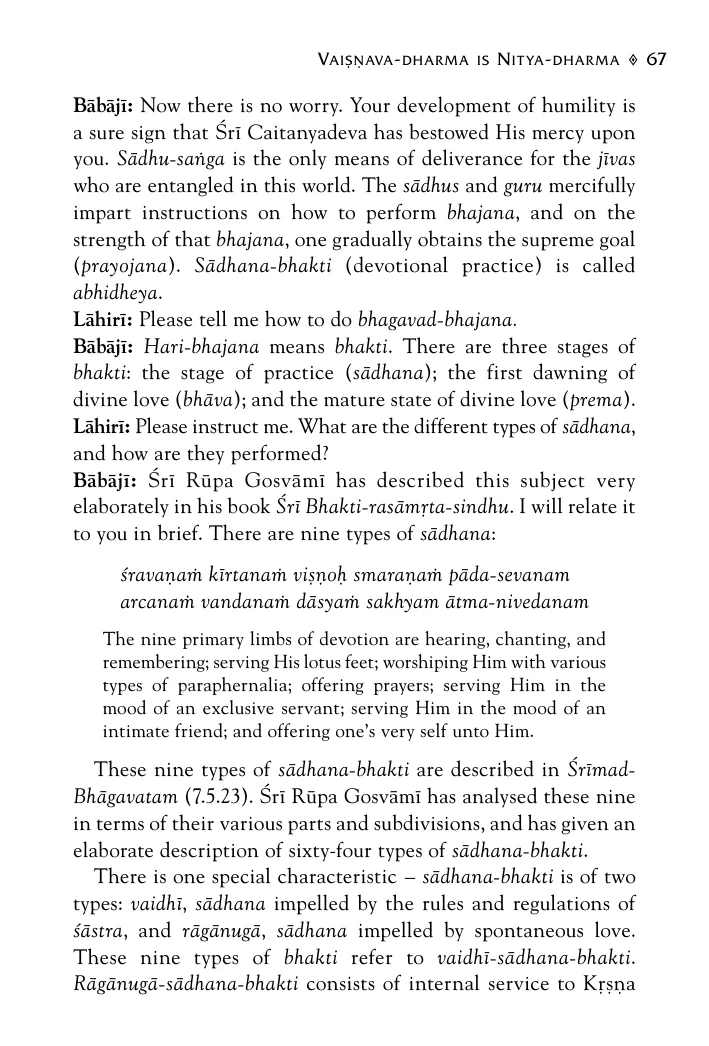 Vaiṣṇava-dharma is Nitya-dharma ◈ 67
Bābājī: Now there is no worry. Your development of humility is
a sure sign that Śrī Caitanyadeva has bestowed His mercy upon
you. Sādhu-saṅga is the only means of deliverance for the jīvas
who are entangled in this world. The sādhus and guru mercifully
impart instructions on how to perform bhajana, and on the
strength of that bhajana, one gradually obtains the supreme goal
(prayojana). Sādhana-bhakti (devotional practice) is called
abhidheya.
Lāhirī: Please tell me how to do bhagavad-bhajana.
Bābājī: Hari-bhajana means bhakti. There are three stages of
bhakti: the stage of practice (sādhana); the first dawning of
divine love (bhāva); and the mature state of divine love (prema).
Lāhirī: Please instruct me. What are the different types of sādhana,
and how are they performed?
Bābājī: Śrī Rūpa Gosvāmī has described this subject very
elaborately in his book Śrī Bhakti-rasāmṛta-sindhu. I will relate it
to you in brief. There are nine types of sādhana:
śravaṇaṁ kīrtanaṁ viṣṇoḥ smaraṇaṁ pāda-sevanam
arcanaṁ vandanaṁ dāsyaṁ sakhyam ātma-nivedanam
The nine primary limbs of devotion are hearing, chanting, and
remembering; serving His lotus feet; worshiping Him with various
types of paraphernalia; offering prayers; serving Him in the
mood of an exclusive servant; serving Him in the mood of an
intimate friend; and offering one's very self unto Him.
These nine types of sādhana-bhakti are described in Śrīmad-
Bhāgavatam (7.5.23). Śrī Rūpa Gosvāmī has analysed these nine
in terms of their various parts and subdivisions, and has given an
elaborate description of sixty-four types of sādhana-bhakti.
There is one special characteristic – sādhana-bhakti is of two
types: vaidhī, sādhana impelled by the rules and regulations of
śāstra, and rāgānugā, sādhana impelled by spontaneous love.
These nine types of bhakti refer to vaidhī-sādhana-bhakti.
Rāgānugā-sādhana-bhakti consists of internal service to Kṛṣṇa